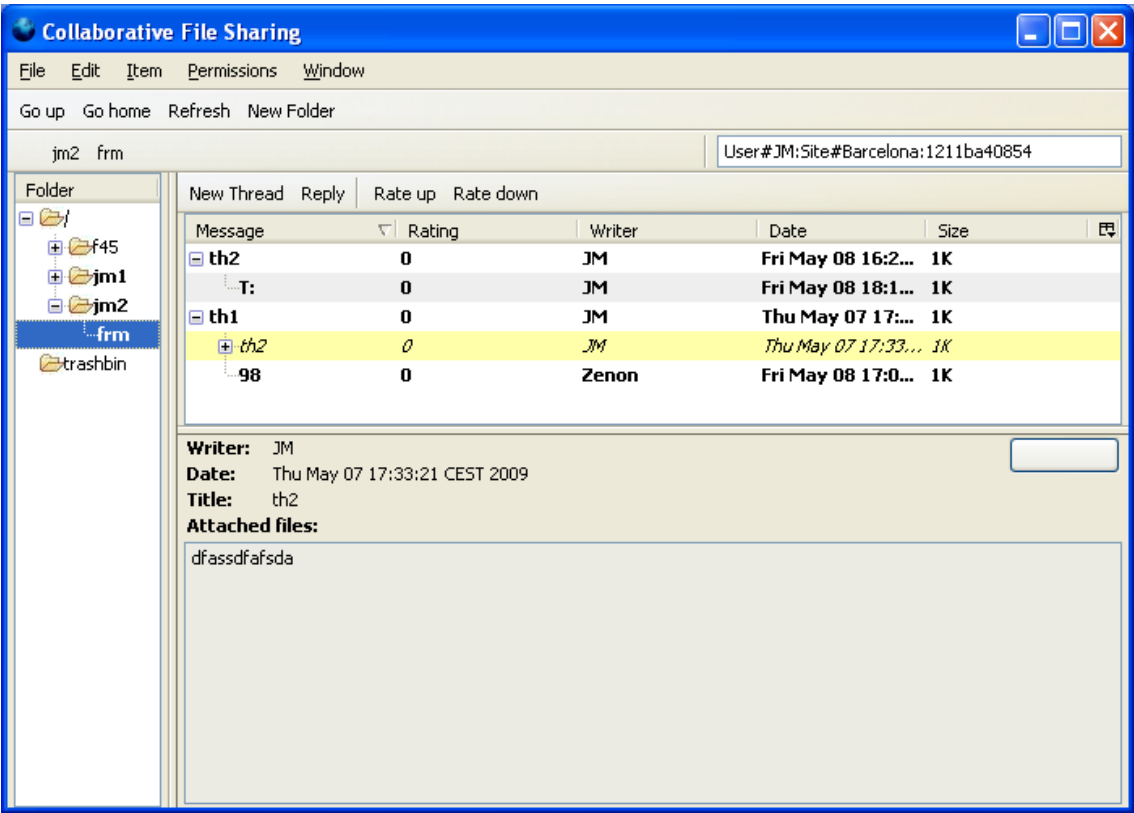 Collaborative File Sharing
File Edit Item Permissions Window
Go up Go home Refresh New Folder
jm2 frm User#JM:Site#Barcelona:1211ba40854
Folder
/
f45
jm1
jm2
frm
trashbin
New Thread Reply Rate up Rate down
Message Rating Writer Date Size
th2 0 JM Fri May 08 16:2... 1K
T: 0 JM Fri May 08 18:1... 1K
th1 0 JM Thu May 07 17:... 1K
th2 0 JM Thu May 07 17:33... 1K
98 0 Zenon Fri May 08 17:0... 1K
Writer: JM
Date: Thu May 07 17:33:21 CEST 2009
Title: th2
Attached files:
dfassdfafsda